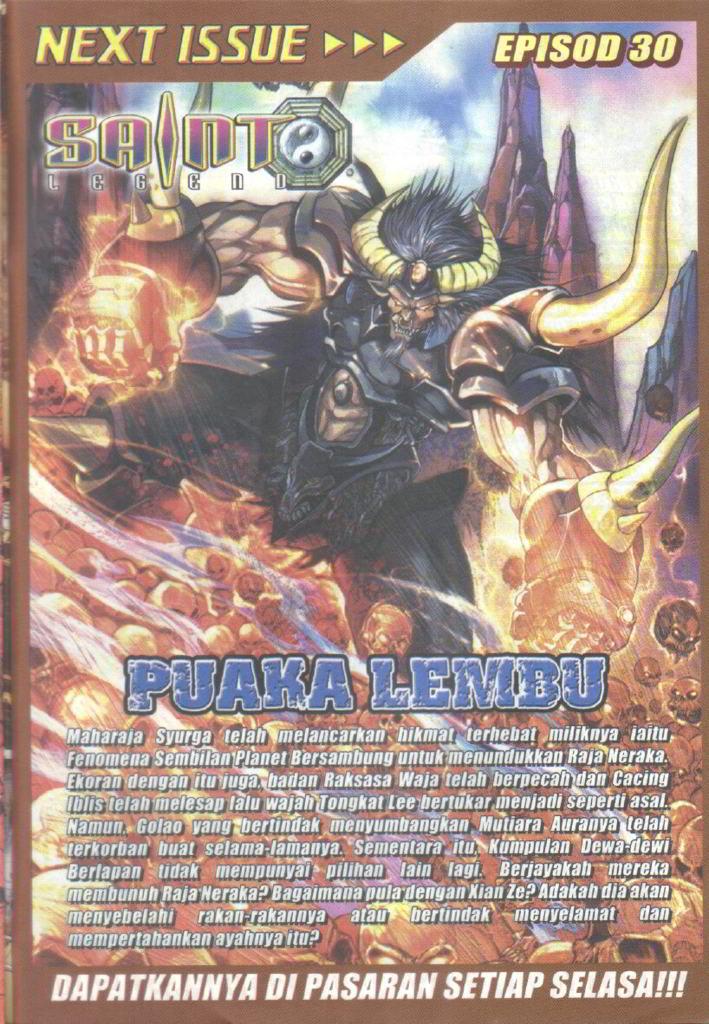 NEXT ISSUE
EPISOD 30
SAINT
LEGEND
PUAKA LEMBU
Maharaja Syurga telah melancarkan hikmat terhebat miliknya iaitu
Fenomena Sembilan Planet Bersambung untuk menundukkan Raja Neraka.
Ekoran dengan itu juga, badan Raksasa Waja telah berpecah dan Cacing
Iblis telah melesap lalu wajah Tongkat Lee bertukar menjadi seperti asal.
Namun, Golao yang bertindak menyumbangkan Mutiara Auranya telah
terkorban buat selama-lamanya. Sementara itu, Kumpulan Dewa-dewi
Berlapan tidak mempunyai pilihan lain lagi. Berjayakah mereka
membunuh Raja Neraka? Bagaimana pula dengan Xian Ze? Adakah dia akan
menyebelahi rakan-rakannya atau bertindak menyelamat dan
mempertahankan ayahnya itu?
DAPATKANNYA DI PASARAN SETIAP SELASA!!!